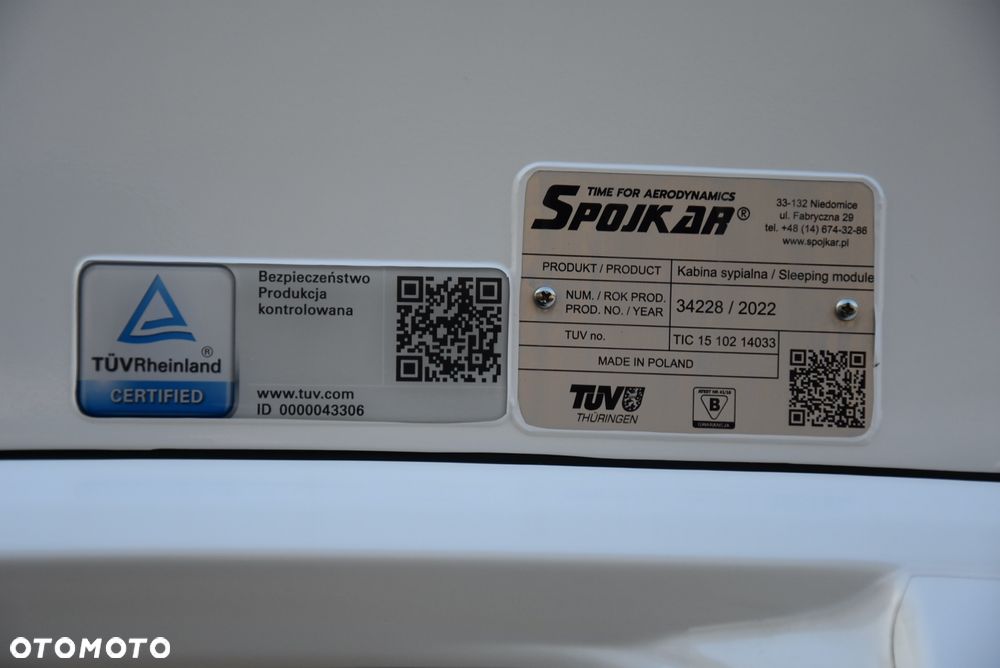 TÜVRheinland®
CERTIFIED
Bezpieczeństwo
Produkcja
kontrolowana
www.tuv.com
ID 0000043306
TIME FOR AERODYNAMICS
SPOJKAR®
33-132 Niedomice
ul. Fabryczna 29
tel. +48 (14) 674-32-86
www.spojkar.pl
PRODUKT / PRODUCT Kabina sypialna / Sleeping module
NUM. / ROK PROD.
PROD. NO. / YEAR
34228 / 2022
TUV no. TIC 15 102 14033
MADE IN POLAND
TUV
THÜRINGEN
B
GWARANCJA
OTOMOTO